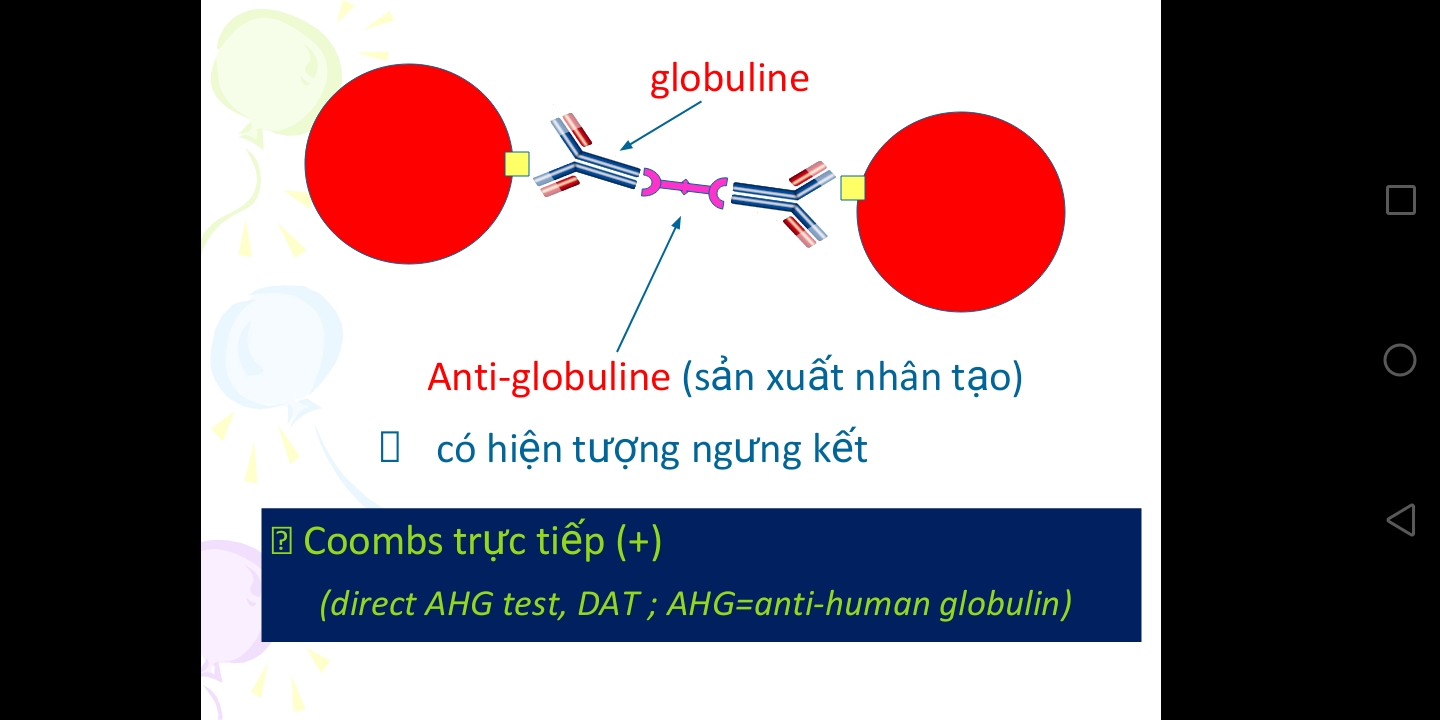 globuline
Anti-globuline (sản xuất nhân tạo)
có hiện tượng ngưng kết
Coombs trực tiếp (+)
(direct AHG test, DAT ; AHG=anti-human globulin)